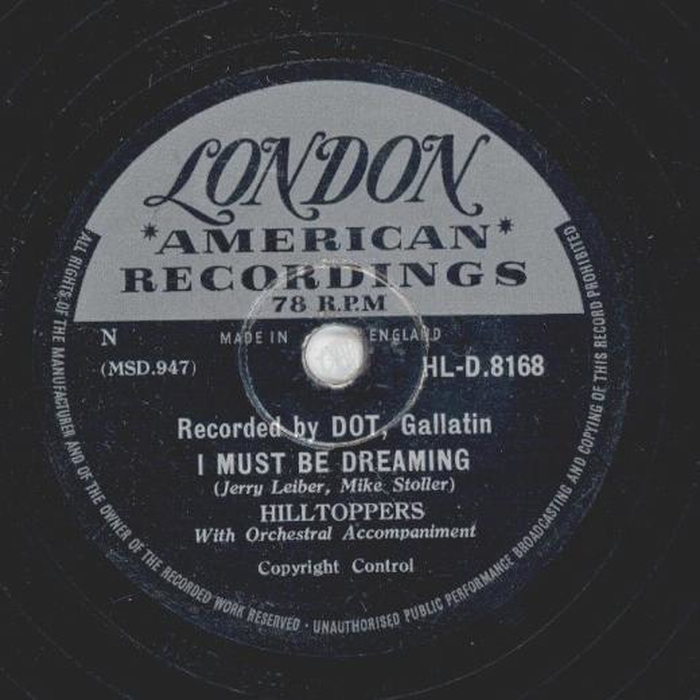 LONDON
*AMERICAN*
RECORDINGS
78 R.P.M
N MADE IN ENGLAND
(MSD.947) HL-D.8168
Recorded by DOT, Gallatin
I MUST BE DREAMING
(Jerry Leiber, Mike Stoller)
HILLTOPPERS
With Orchestral Accompaniment
Copyright Control
ALL RIGHTS OF THE MANUFACTURER AND OF THE OWNER OF THE RECORDED WORK RESERVED · UNAUTHORISED PUBLIC PERFORMANCE BROADCASTING AND COPYING OF THIS RECORD PROHIBITED